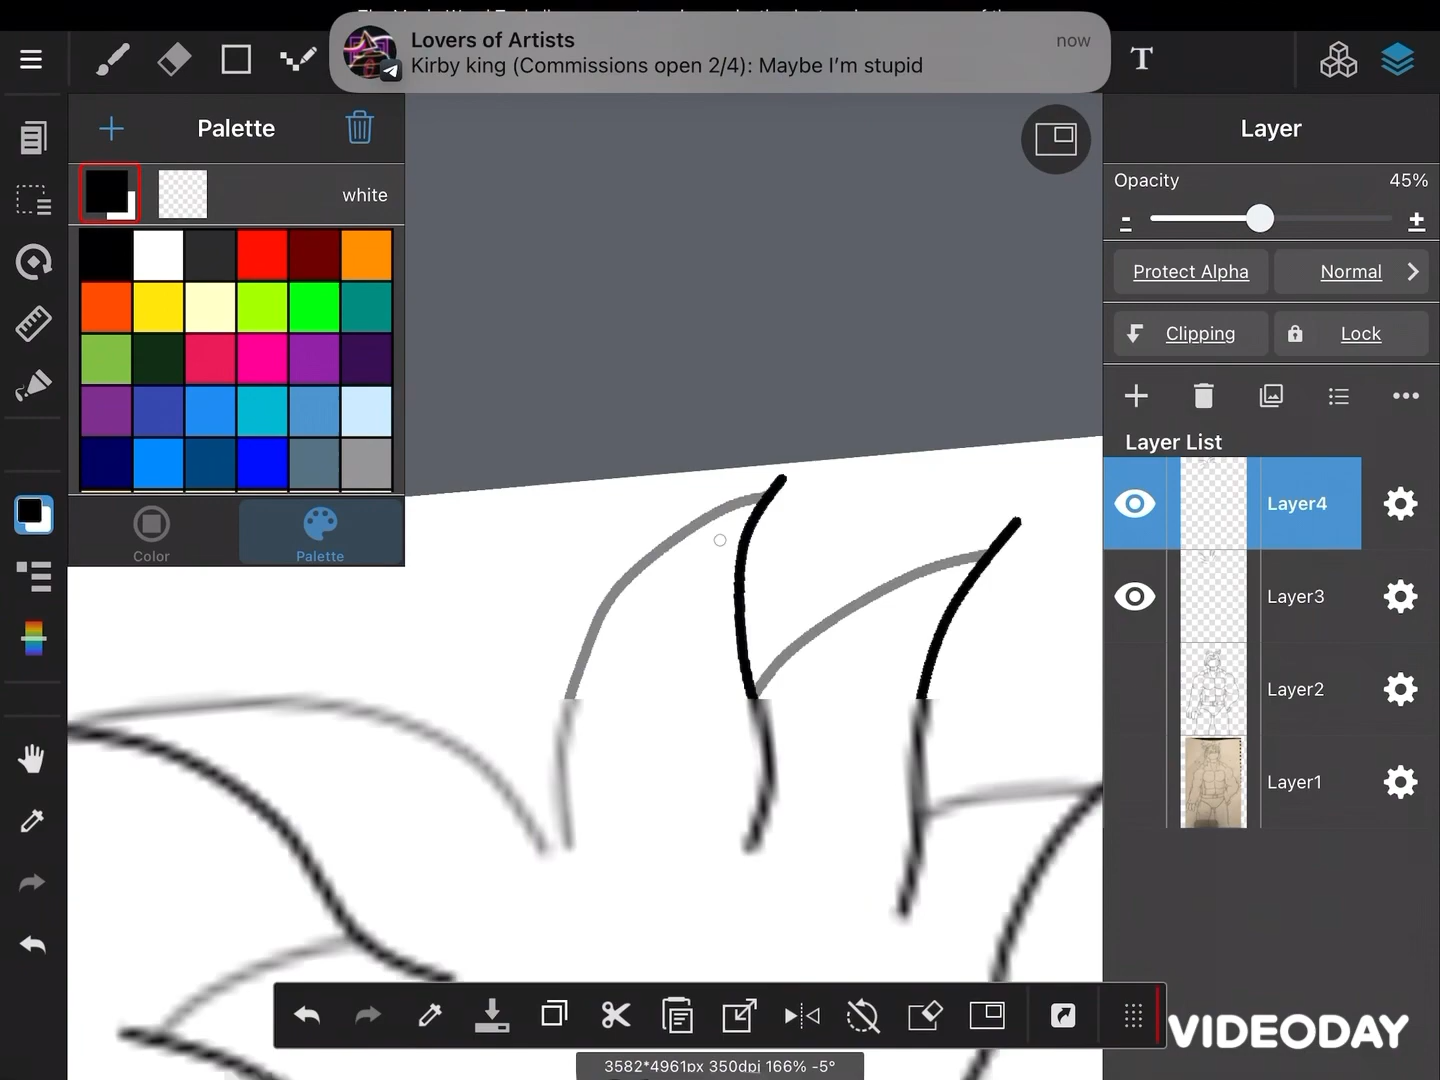 Lovers of Artists
now
Kirby king (Commissions open 2/4): Maybe I'm stupid
T
Palette
Layer
white
Opacity
45%
-
+
Protect Alpha
Normal
Clipping
Lock
Layer List
Layer4
Color
Palette
Layer3
Layer2
Layer1
VIDEODAY
3582*4961px 350dpi 166% -5°